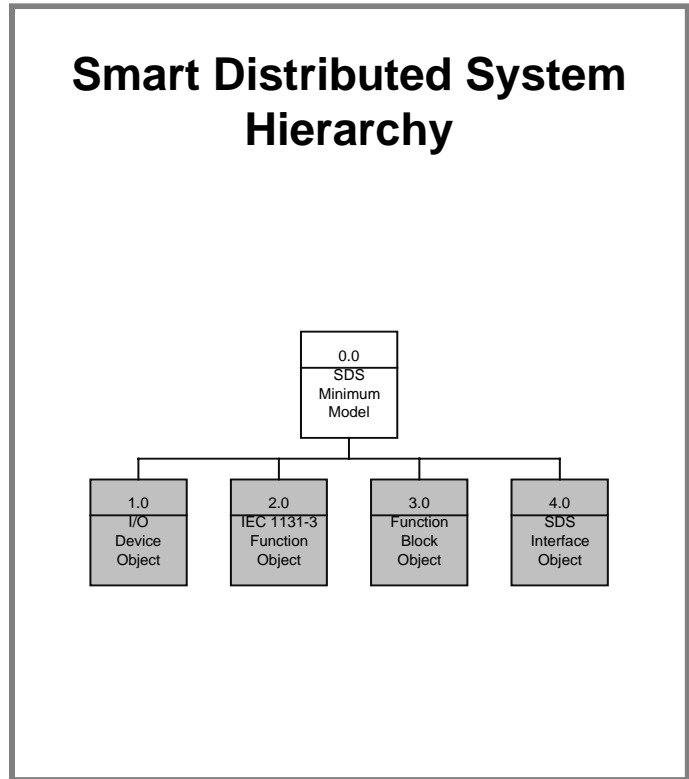 Smart Distributed System
Hierarchy
0.0
SDS
Minimum
Model
1.0
I/O
Device
Object
2.0
IEC 1131-3
Function
Object
3.0
Function
Block
Object
4.0
SDS
Interface
Object